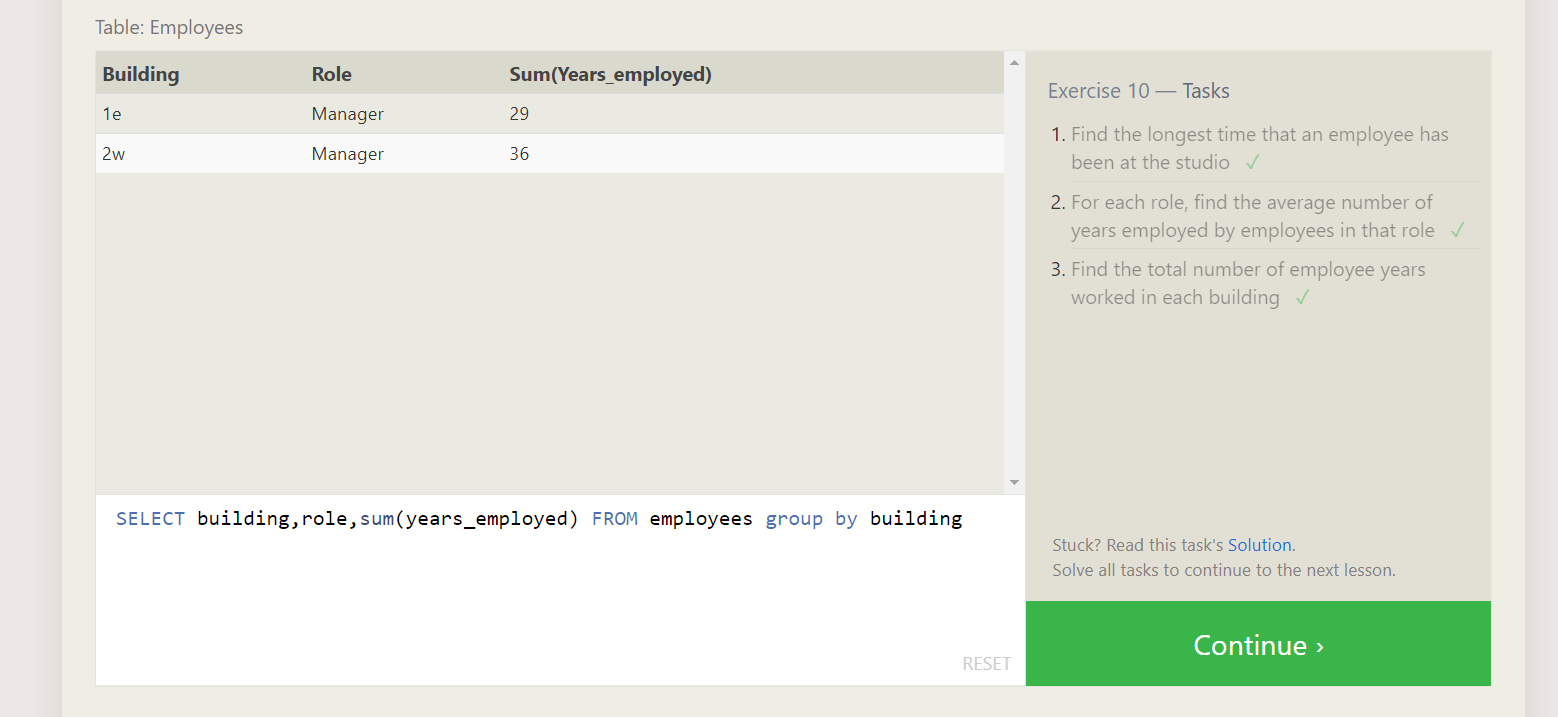 Table: Employees
Building Role Sum(Years_employed)
1e Manager 29
2w Manager 36
SELECT building,role,sum(years_employed) FROM employees group by building
RESET
Exercise 10 — Tasks
1. Find the longest time that an employee has
been at the studio ✓
2. For each role, find the average number of
years employed by employees in that role ✓
3. Find the total number of employee years
worked in each building ✓
Stuck? Read this task's Solution.
Solve all tasks to continue to the next lesson.
Continue ›